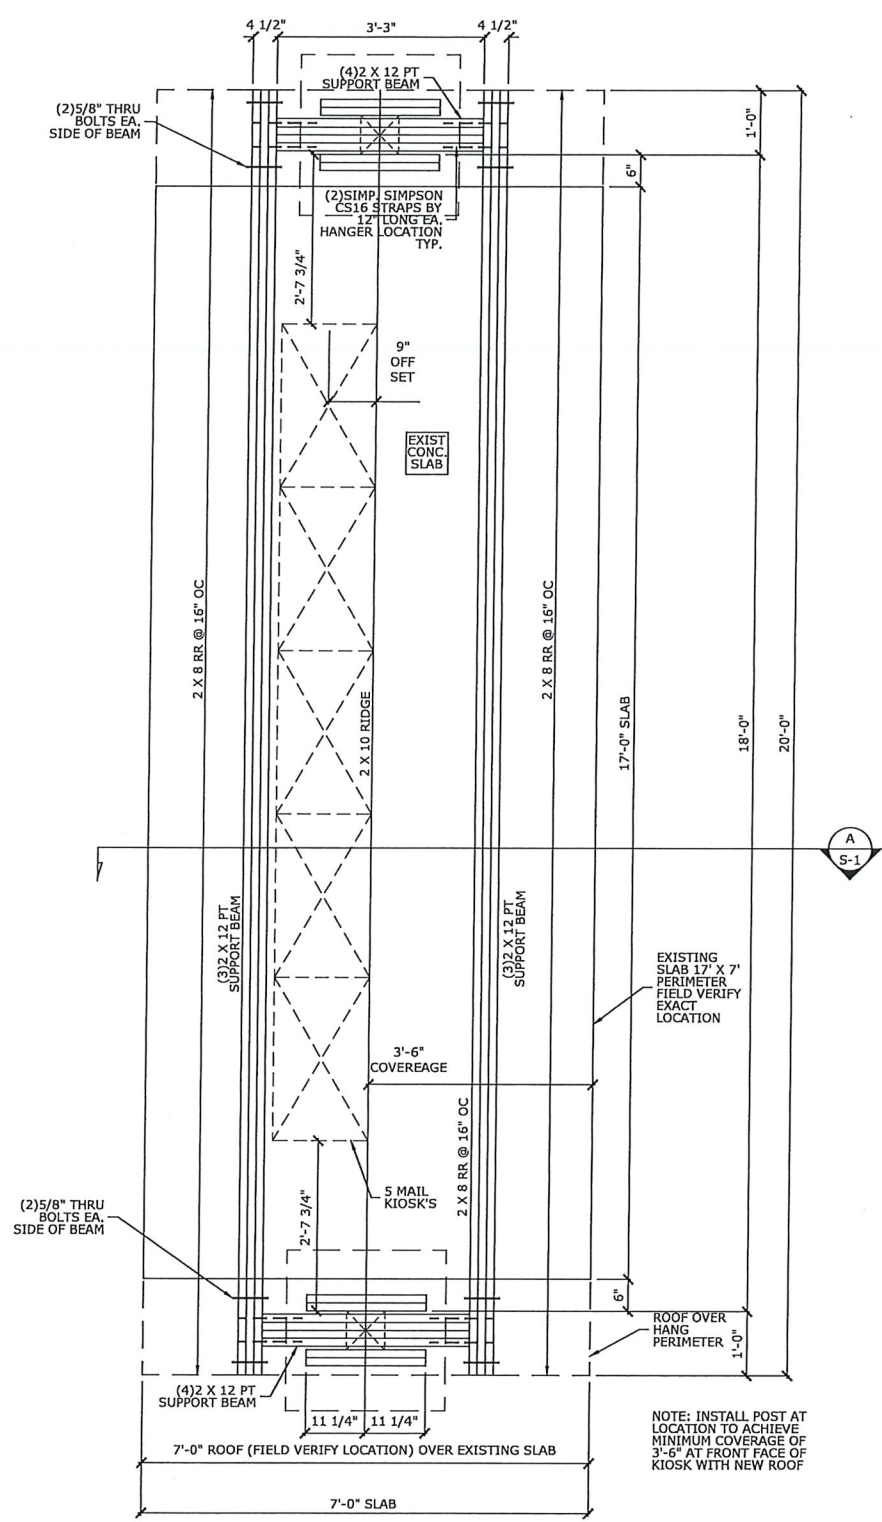 4 1/2"
3'-3"
4 1/2"
(4)2 X 12 PT
SUPPORT BEAM
(2)5/8" THRU
BOLTS EA.
SIDE OF BEAM
1'-0"
6"
(2)SIMP. SIMPSON
CS16 STRAPS BY
12" LONG EA.
HANGER LOCATION
TYP.
2'-7 3/4"
9"
OFF
SET
EXIST
CONC.
SLAB
2 X 8 RR @ 16" OC
2 X 10 RIDGE
2 X 8 RR @ 16" OC
17'-0" SLAB
18'-0"
20'-0"
A
S-1
(3)2 X 12 PT
SUPPORT BEAM
(3)2 X 12 PT
SUPPORT BEAM
EXISTING
SLAB 17' X 7'
PERIMETER
FIELD VERIFY
EXACT
LOCATION
3'-6"
COVEREAGE
2 X 8 RR @ 16" OC
5 MAIL
KIOSK'S
(2)5/8" THRU
BOLTS EA.
SIDE OF BEAM
2'-7 3/4"
6"
ROOF OVER
HANG
PERIMETER
1'-0"
(4)2 X 12 PT
SUPPORT BEAM
11 1/4"
11 1/4"
NOTE: INSTALL POST AT
LOCATION TO ACHIEVE
MINIMUM COVERAGE OF
3'-6" AT FRONT FACE OF
KIOSK WITH NEW ROOF
7'-0" ROOF (FIELD VERIFY LOCATION) OVER EXISTING SLAB
7'-0" SLAB